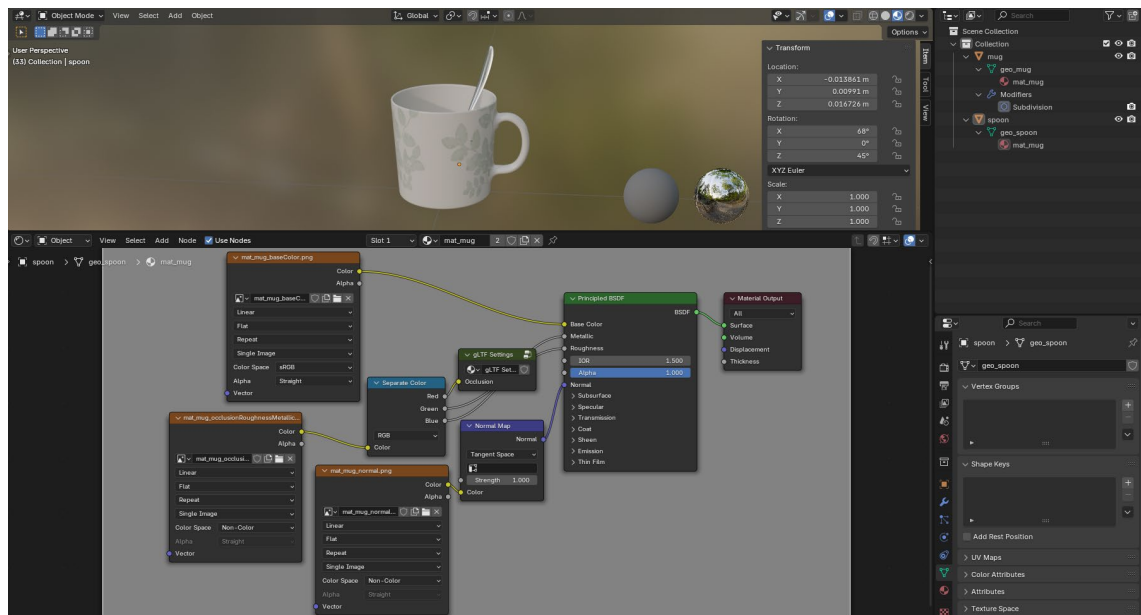 Object Mode View Select Add Object Global Search
Options
User Perspective
(33) Collection | spoon
Transform
Location:
X -0.013861 m
Y 0.00991 m
Z 0.016726 m
Rotation:
X 68°
Y 0°
Z 45°
XYZ Euler
Scale:
X 1.000
Y 1.000
Z 1.000
Item
Tool
View
Scene Collection
Collection
mug
geo_mug
mat_mug
Modifiers
Subdivision
spoon
geo_spoon
mat_mug
Object View Select Add Node Use Nodes Slot 1 mat_mug 2
spoon > geo_spoon > mat_mug
mat_mug_baseColor.png
Color
Alpha
mat_mug_baseC...
Linear
Flat
Repeat
Single Image
Color Space sRGB
Alpha Straight
Vector
mat_mug_occlusionRoughnessMetallic...
Color
Alpha
mat_mug_occlusi...
Linear
Flat
Repeat
Single Image
Color Space Non-Color
Alpha Straight
Vector
Separate Color
Red
Green
Blue
RGB
Color
mat_mug_normal.png
Color
Alpha
mat_mug_normal...
Linear
Flat
Repeat
Single Image
Color Space Non-Color
Alpha Straight
Vector
glTF Settings
glTF Set...
Occlusion
Normal Map
Normal
Tangent Space
Strength 1.000
Color
Principled BSDF
BSDF
Base Color
Metallic
Roughness
IOR 1.500
Alpha 1.000
Normal
Subsurface
Specular
Transmission
Coat
Sheen
Emission
Thin Film
Material Output
All
Surface
Volume
Displacement
Thickness
Search
spoon > geo_spoon
geo_spoon
Vertex Groups
Shape Keys
Add Rest Position
UV Maps
Color Attributes
Attributes
Texture Space